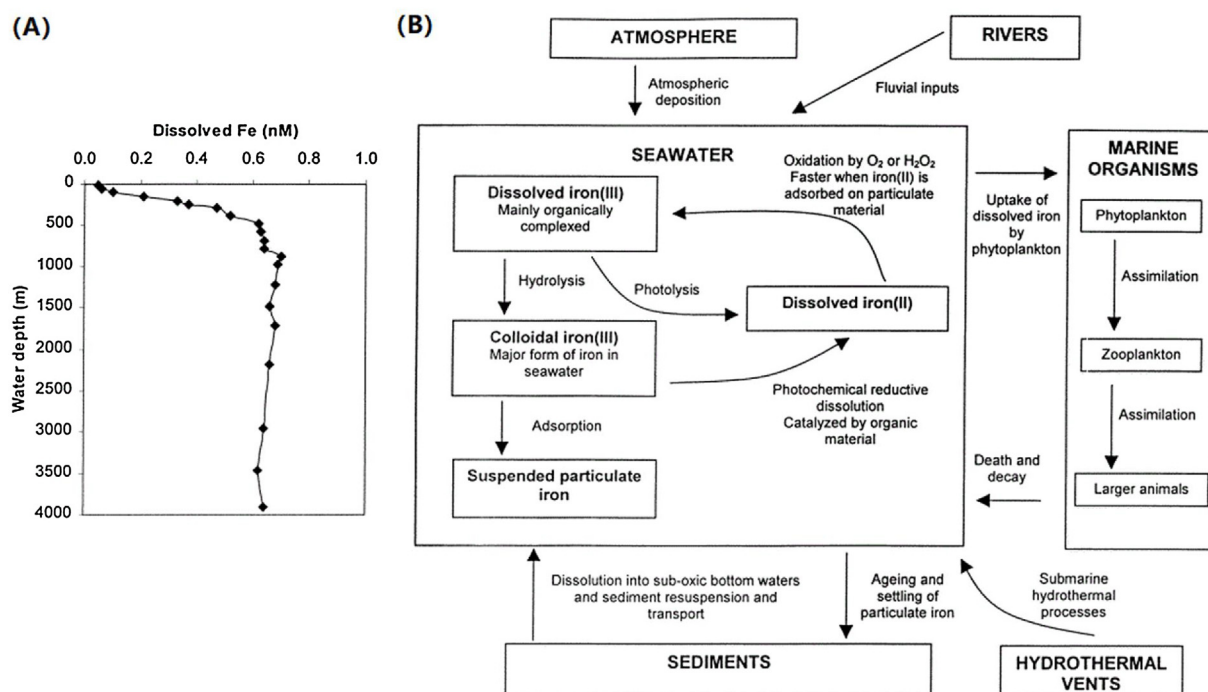 (A)
Dissolved Fe (nM)
0.0 0.2 0.4 0.6 0.8 1.0
0
500
1000
1500
2000
2500
3000
3500
4000
Water depth (m)
(B)
ATMOSPHERE
RIVERS
Atmospheric
deposition
Fluvial inputs
SEAWATER
Oxidation by O₂ or H₂O₂
Faster when iron(II) is
adsorbed on particulate
material
Dissolved iron(III)
Mainly organically
complexed
Hydrolysis
Photolysis
Dissolved iron(II)
Colloidal iron(III)
Major form of iron in
seawater
Photochemical reductive
dissolution
Catalyzed by organic
material
Adsorption
Suspended particulate
iron
Uptake of
dissolved iron
by
phytoplankton
MARINE
ORGANISMS
Phytoplankton
Assimilation
Zooplankton
Assimilation
Larger animals
Death and
decay
Dissolution into sub-oxic bottom waters
and sediment resuspension and
transport
Ageing and
settling of
particulate iron
Submarine
hydrothermal
processes
SEDIMENTS
HYDROTHERMAL
VENTS